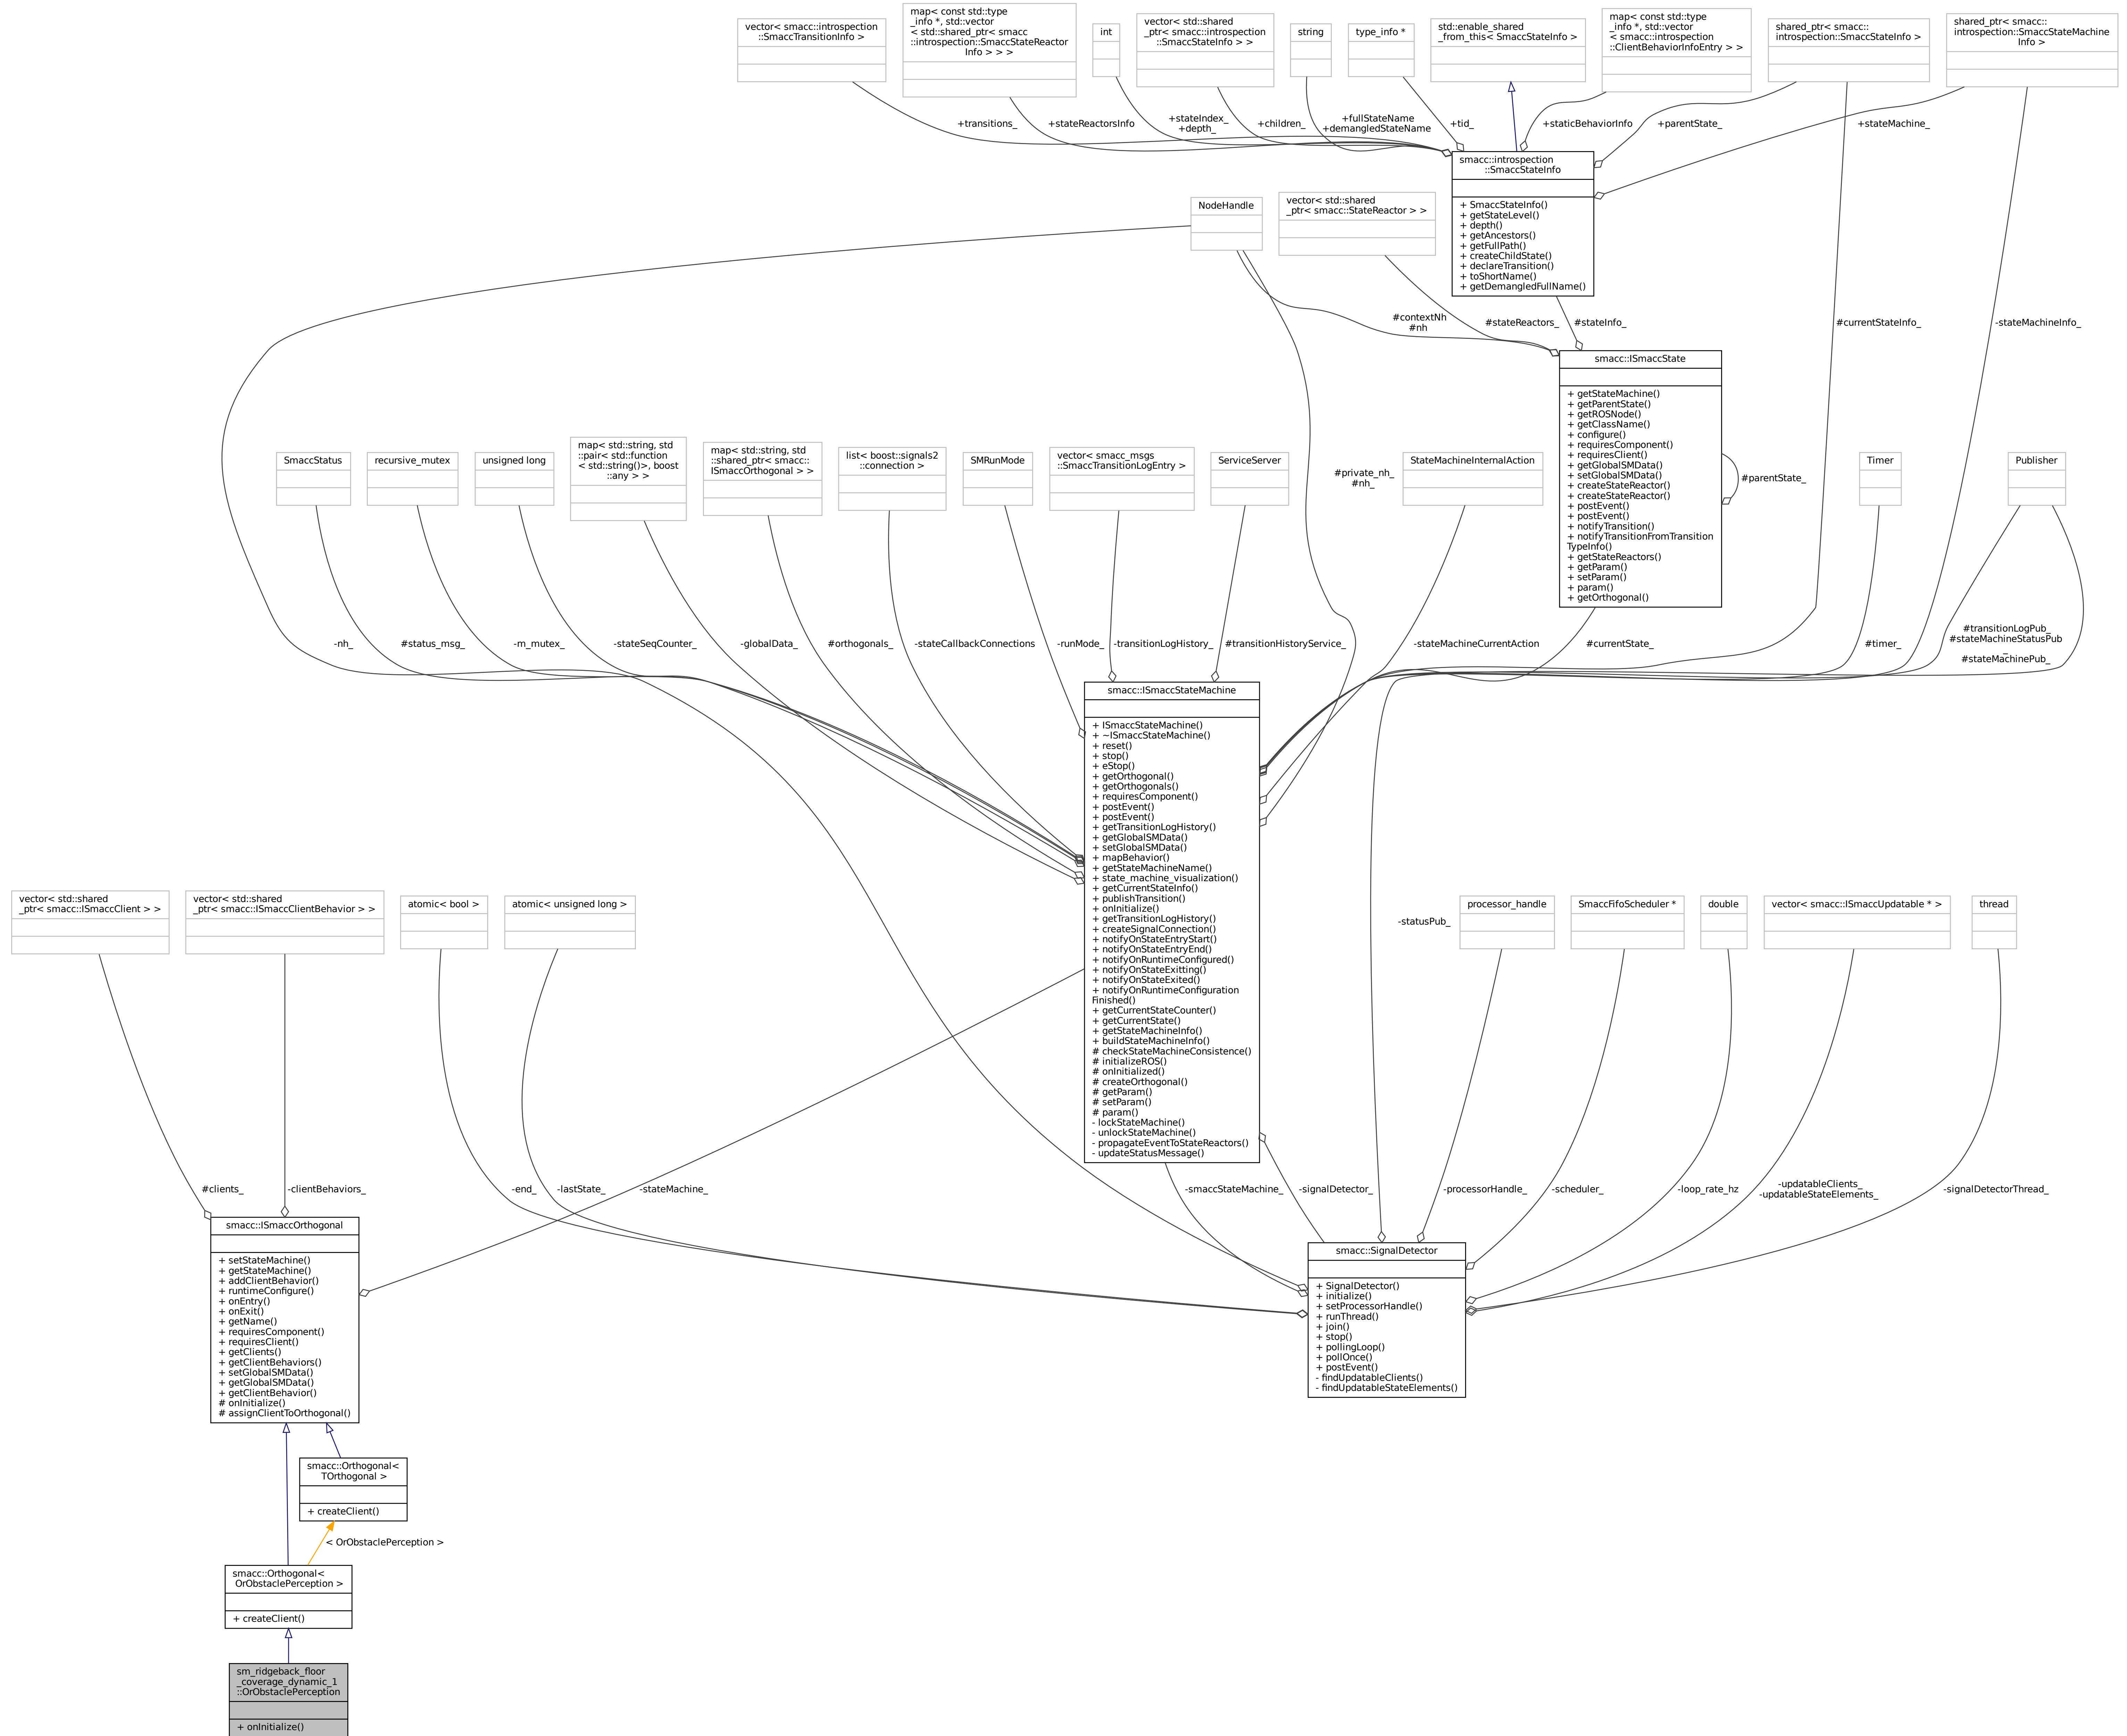 vector< smacc::introspection
::SmaccTransitionInfo >
map< const std::type
_info *, std::vector
< std::shared_ptr< smacc
::introspection::SmaccStateReactor
Info > > >
int
vector< std::shared
_ptr< smacc::introspection
::SmaccStateInfo > >
string
type_info *
std::enable_shared
_from_this< SmaccStateInfo >
map< const std::type
_info *, std::vector
< smacc::introspection
::ClientBehaviorInfoEntry > >
shared_ptr< smacc::
introspection::SmaccStateInfo >
shared_ptr< smacc::
introspection::SmaccStateMachine
Info >
+transitions_
+stateReactorsInfo
+stateIndex_
+depth_
+children_
+fullStateName
+demangledStateName
+tid_
+staticBehaviorInfo
+parentState_
+stateMachine_
smacc::introspection
::SmaccStateInfo
+ SmaccStateInfo()
+ getStateLevel()
+ depth()
+ getAncestors()
+ getFullPath()
+ createChildState()
+ declareTransition()
+ toShortName()
+ getDemangledFullName()
NodeHandle
vector< std::shared
_ptr< smacc::StateReactor > >
#contextNh
#nh
#stateReactors_
#stateInfo_
#currentStateInfo_
-stateMachineInfo_
smacc::ISmaccState
+ getStateMachine()
+ getParentState()
+ getROSNode()
+ getClassName()
+ configure()
+ requiresComponent()
+ requiresClient()
+ getGlobalSMData()
+ setGlobalSMData()
+ createStateReactor()
+ createStateReactor()
+ postEvent()
+ postEvent()
+ notifyTransition()
+ notifyTransitionFromTransition
TypeInfo()
+ getStateReactors()
+ getParam()
+ setParam()
+ param()
+ getOrthogonal()
#parentState_
SmaccStatus
recursive_mutex
unsigned long
map< std::string, std
::pair< std::function
< std::string()>, boost
::any > >
map< std::string, std
::shared_ptr< smacc::
ISmaccOrthogonal > >
list< boost::signals2
::connection >
SMRunMode
vector< smacc_msgs
::SmaccTransitionLogEntry >
ServiceServer
#private_nh_
#nh_
StateMachineInternalAction
Timer
Publisher
-nh_
#status_msg_
-m_mutex_
-stateSeqCounter_
-globalData_
#orthogonals_
-stateCallbackConnections
-runMode_
-transitionLogHistory_
#transitionHistoryService_
-stateMachineCurrentAction
#currentState_
#timer_
#transitionLogPub_
#stateMachineStatusPub
_
#stateMachinePub_
smacc::ISmaccStateMachine
+ ISmaccStateMachine()
+ ~ISmaccStateMachine()
+ reset()
+ stop()
+ eStop()
+ getOrthogonal()
+ getOrthogonals()
+ requiresComponent()
+ postEvent()
+ postEvent()
+ getTransitionLogHistory()
+ getGlobalSMData()
+ setGlobalSMData()
+ mapBehavior()
+ getStateMachineName()
+ state_machine_visualization()
+ getCurrentStateInfo()
+ publishTransition()
+ onInitialize()
+ getTransitionLogHistory()
+ createSignalConnection()
+ notifyOnStateEntryStart()
+ notifyOnStateEntryEnd()
+ notifyOnRuntimeConfigured()
+ notifyOnStateExitting()
+ notifyOnStateExited()
+ notifyOnRuntimeConfiguration
Finished()
+ getCurrentStateCounter()
+ getCurrentState()
+ getStateMachineInfo()
+ buildStateMachineInfo()
# checkStateMachineConsistence()
# initializeROS()
# onInitialized()
# createOrthogonal()
# getParam()
# setParam()
# param()
- lockStateMachine()
- unlockStateMachine()
- propagateEventToStateReactors()
- updateStatusMessage()
vector< std::shared
_ptr< smacc::ISmaccClient > >
vector< std::shared
_ptr< smacc::ISmaccClientBehavior > >
atomic< bool >
atomic< unsigned long >
-statusPub_
processor_handle
SmaccFifoScheduler *
double
vector< smacc::ISmaccUpdatable * >
thread
#clients_
-clientBehaviors_
-end_
-lastState_
-stateMachine_
-smaccStateMachine_
-signalDetector_
-processorHandle_
-scheduler_
-loop_rate_hz
-updatableClients_
-updatableStateElements_
-signalDetectorThread_
smacc::ISmaccOrthogonal
+ setStateMachine()
+ getStateMachine()
+ addClientBehavior()
+ runtimeConfigure()
+ onEntry()
+ onExit()
+ getName()
+ requiresComponent()
+ requiresClient()
+ getClients()
+ getClientBehaviors()
+ setGlobalSMData()
+ getGlobalSMData()
+ getClientBehavior()
# onInitialize()
# assignClientToOrthogonal()
smacc::SignalDetector
+ SignalDetector()
+ initialize()
+ setProcessorHandle()
+ runThread()
+ join()
+ stop()
+ pollingLoop()
+ pollOnce()
+ postEvent()
- findUpdatableClients()
- findUpdatableStateElements()
smacc::Orthogonal<
TOrthogonal >
+ createClient()
< OrObstaclePerception >
smacc::Orthogonal<
OrObstaclePerception >
+ createClient()
sm_ridgeback_floor
_coverage_dynamic_1
::OrObstaclePerception
+ onInitialize()